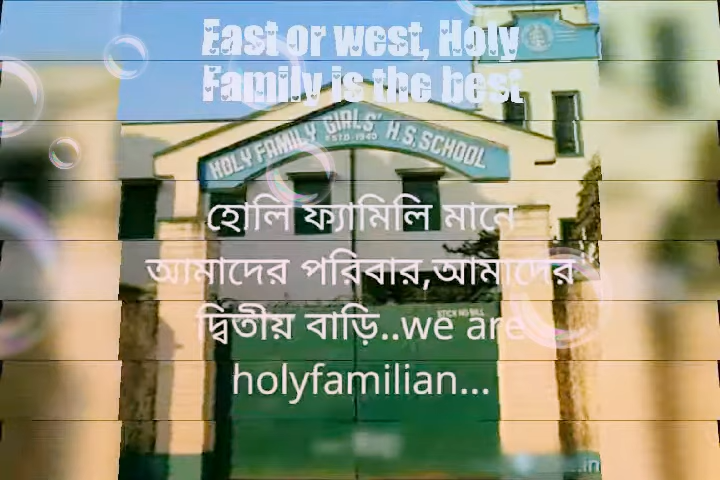 East or west, Holy
Family is the best
HOLY FAMILY GIRLS' H.S. SCHOOL
ESTD-1940
হোলি ফ্যামিলি মানে
আমাদের পরিবার,আমাদের
STICK NO BILL
দ্বিতীয় বাড়ি..we are
holyfamilian...
.in